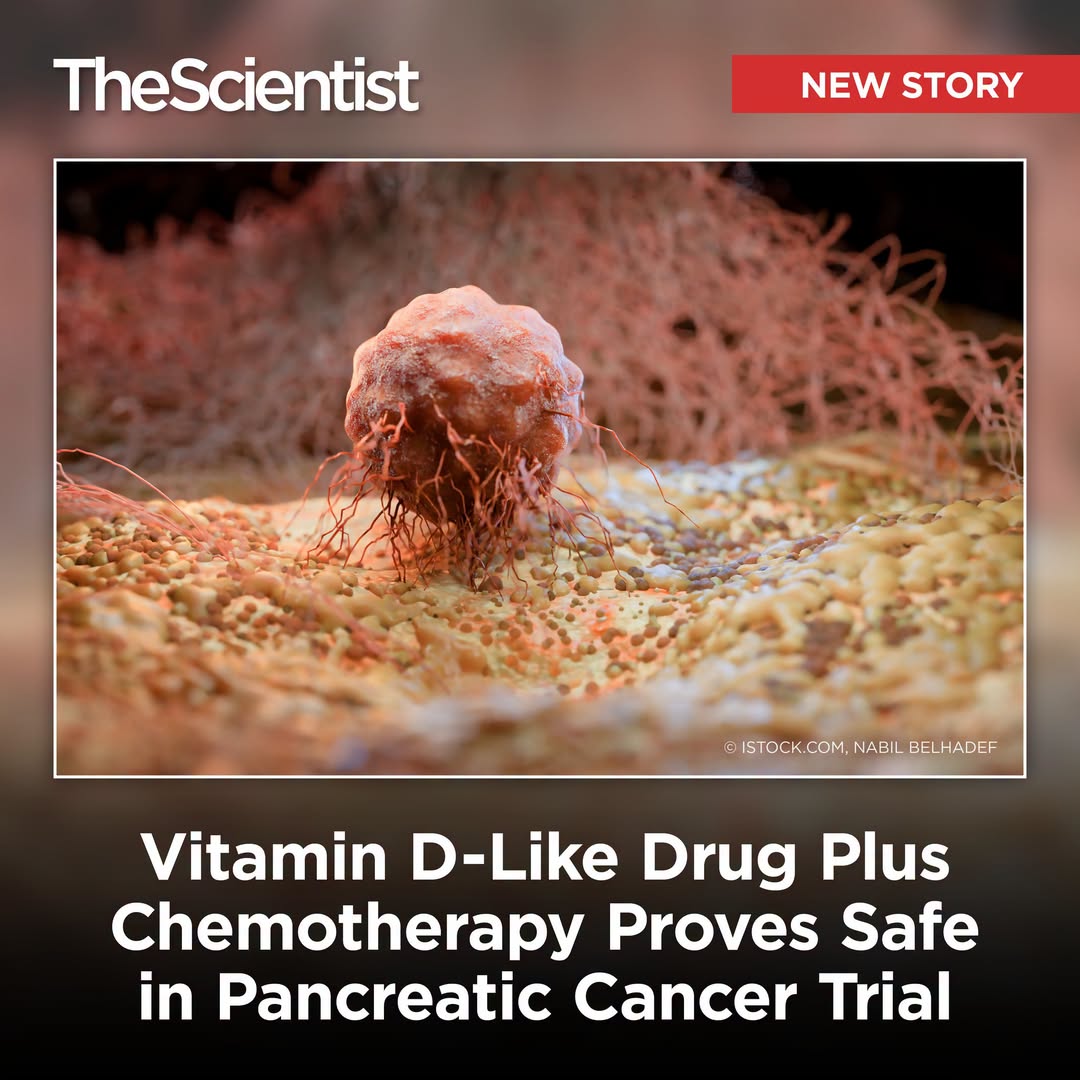 TheScientist
NEW STORY
© ISTOCK.COM, NABIL BELHADEF
Vitamin D-Like Drug Plus
Chemotherapy Proves Safe
in Pancreatic Cancer Trial